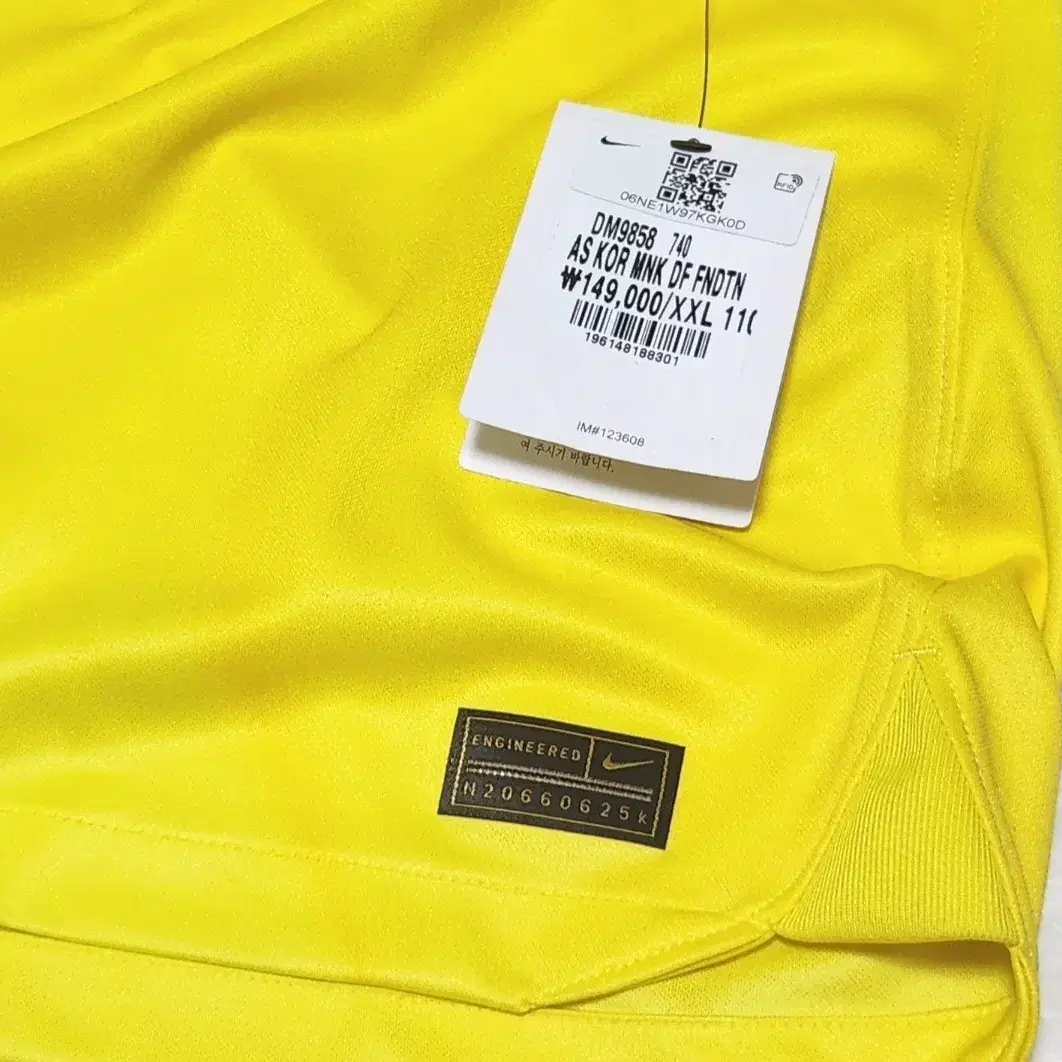 RFID
06NE1W97KGK0D
DM9858 740
AS KOR MNK DF FNDTN
₩149,000/XXL 110
196148188301
IM#123608
여 주시기 바랍니다.
ENGINEERED
N20660625k